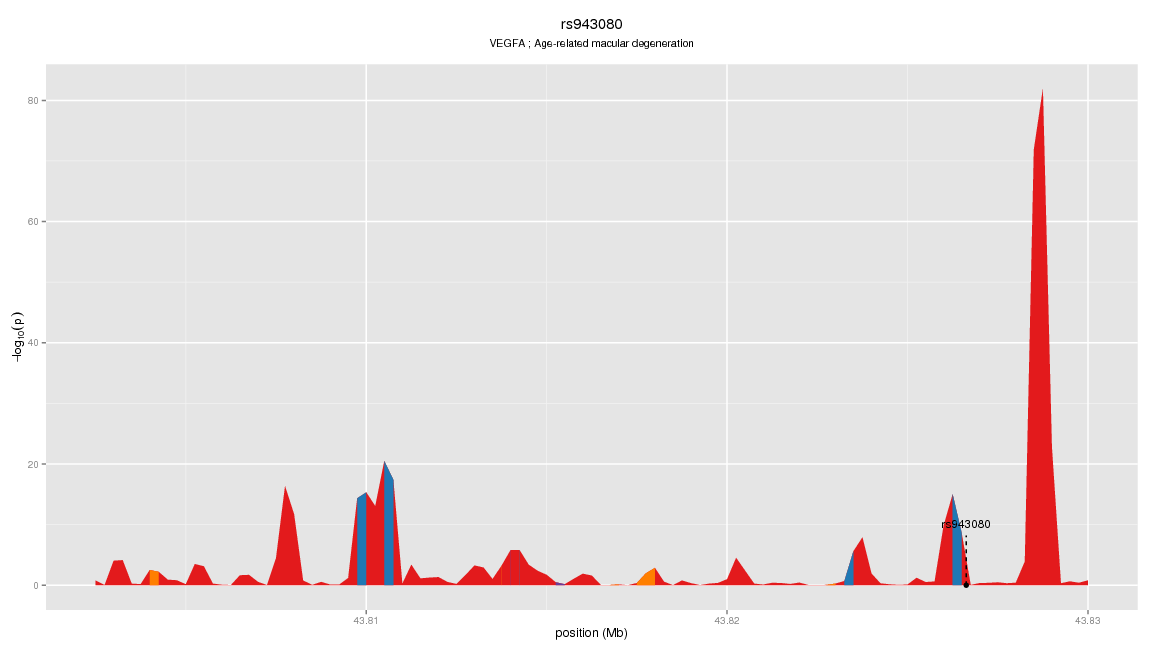 rs943080
VEGFA ; Age-related macular degeneration
80
60
40
20
0
-log10(p)
rs943080
43.81
43.82
43.83
position (Mb)